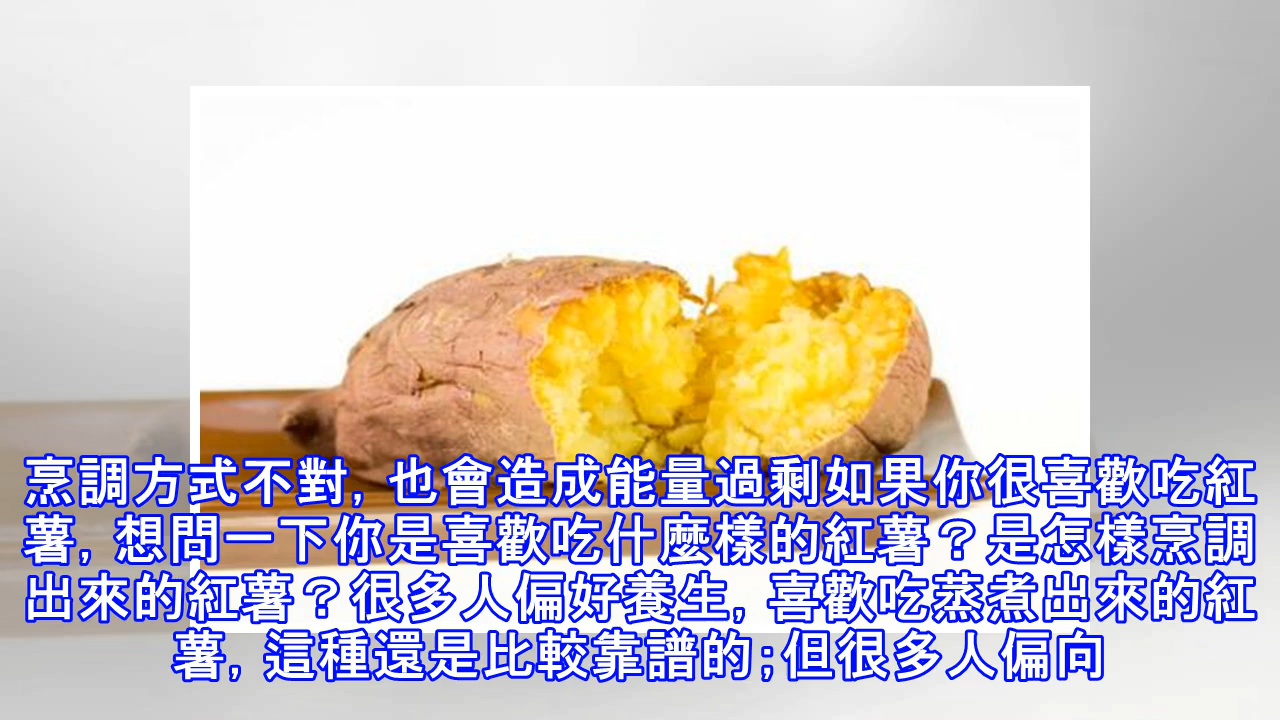 烹調方式不對,也會造成能量過剩如果你很喜歡吃紅
薯,想問一下你是喜歡吃什麼樣的紅薯？是怎樣烹調
出來的紅薯？很多人偏好養生,喜歡吃蒸煮出來的紅
薯,這種還是比較靠譜的;但很多人偏向